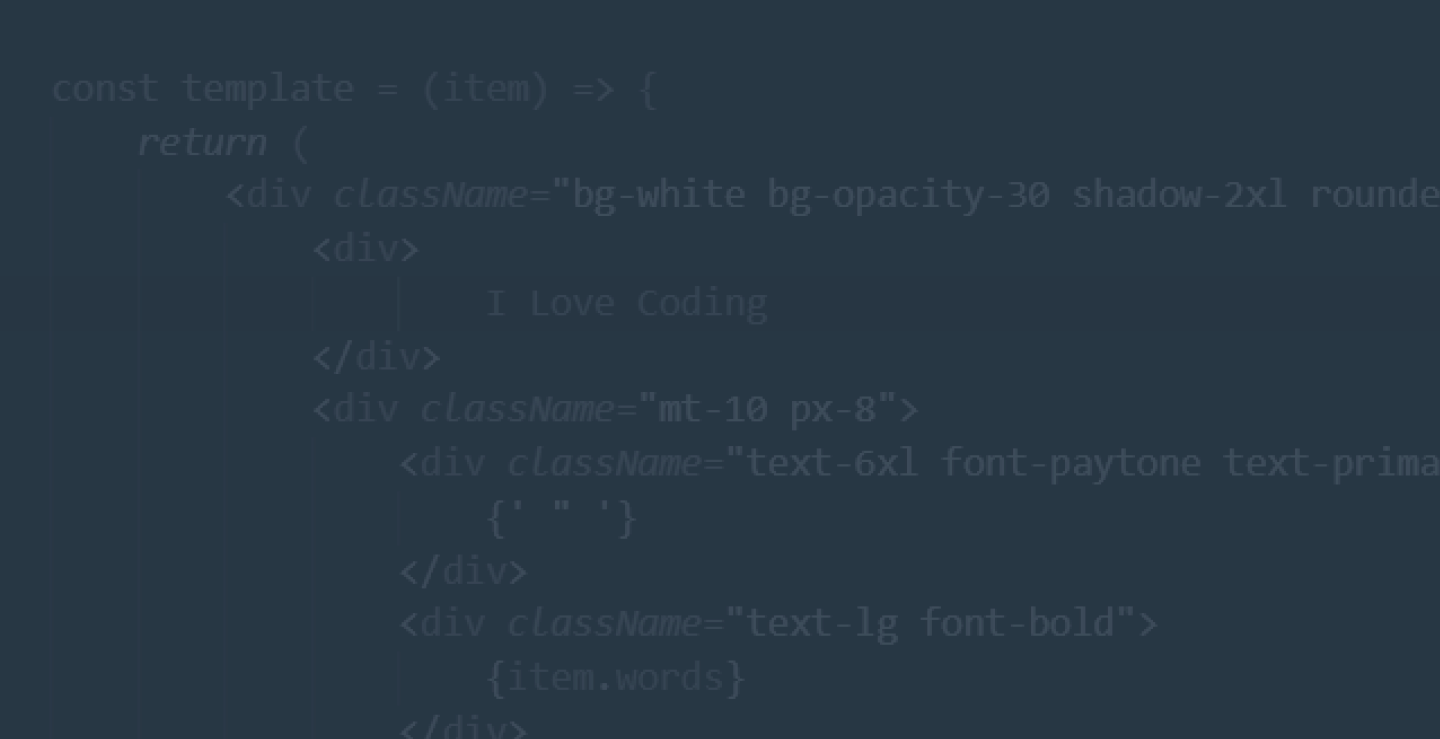 const template = (item) => {
return (
<div className="bg-white bg-opacity-30 shadow-2xl rounde
<div>
I Love Coding
</div>
<div className="mt-10 px-8">
<div className="text-6xl font-paytone text-prima
{' " '}
</div>
<div className="text-lg font-bold">
{item.words}
</div>